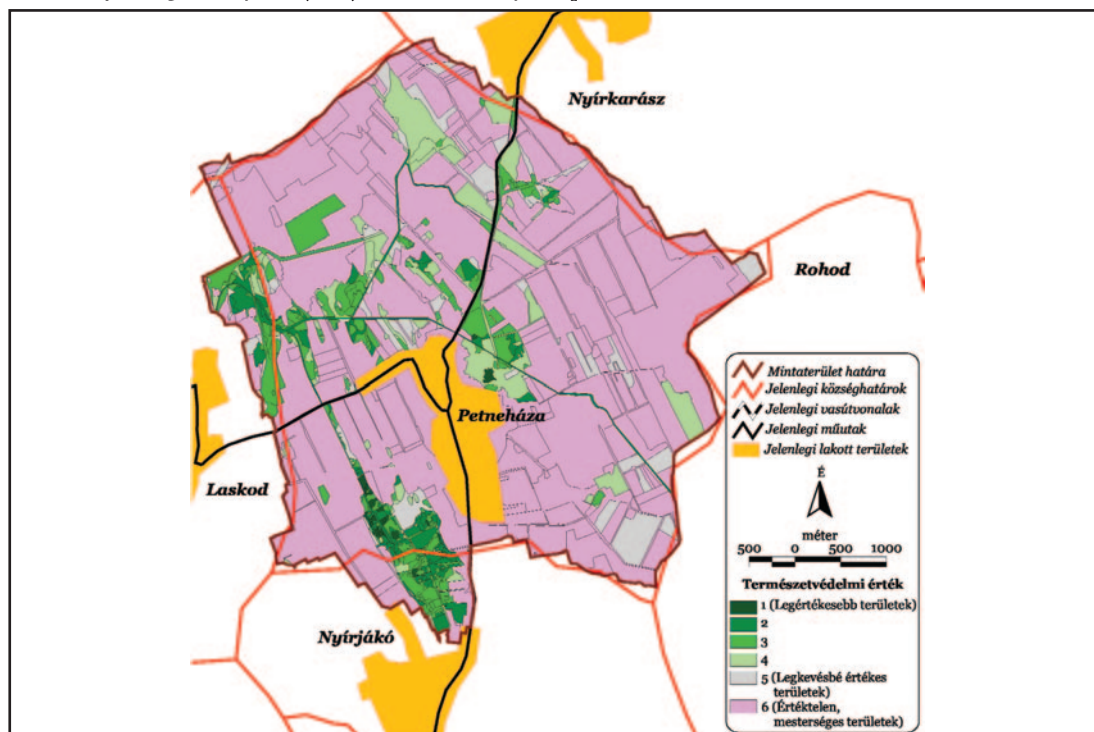 Nyírkarász
Rohod
Petneháza
Laskod
Nyírjákó
Mintaterület határa
Jelenlegi községhatárok
Jelenlegi vasútvonalak
Jelenlegi műutak
Jelenlegi lakott területek
É
méter
500 0 500 1000
Természetvédelmi érték
1 (Legértékesebb területek)
2
3
4
5 (Legkevésbé értékes
területek)
6 (Értéktelen,
mesterséges területek)